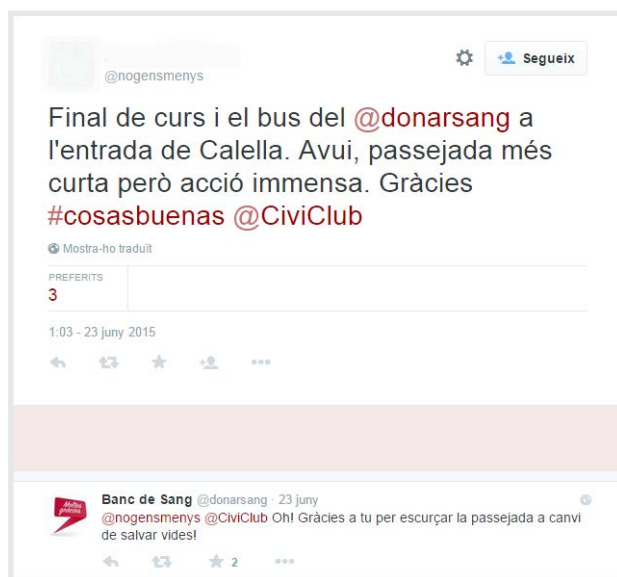 @nogensmenys
Segueix
Final de curs i el bus del @donarsang a
l'entrada de Calella. Avui, passejada més
curta però acció immensa. Gràcies
#cosasbuenas @CiviClub
Mostra-ho traduït
PREFERITS
3
1:03 - 23 juny 2015
Moltes
gràcies
Banc de Sang @donarsang · 23 juny
@nogensmenys @CiviClub Oh! Gràcies a tu per escurçar la passejada a canvi
de salvar vides!
2